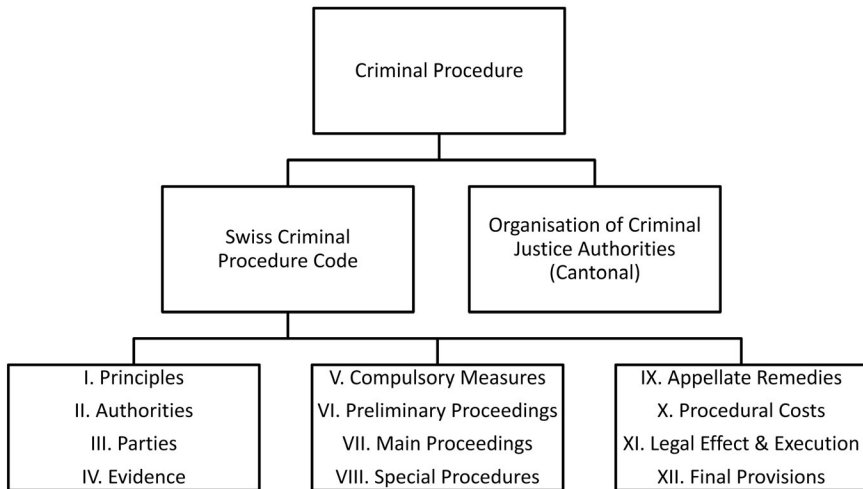 Criminal Procedure
Swiss Criminal
Procedure Code
Organisation of Criminal
Justice Authorities
(Cantonal)
I. Principles
II. Authorities
III. Parties
IV. Evidence
V. Compulsory Measures
VI. Preliminary Proceedings
VII. Main Proceedings
VIII. Special Procedures
IX. Appellate Remedies
X. Procedural Costs
XI. Legal Effect & Execution
XII. Final Provisions